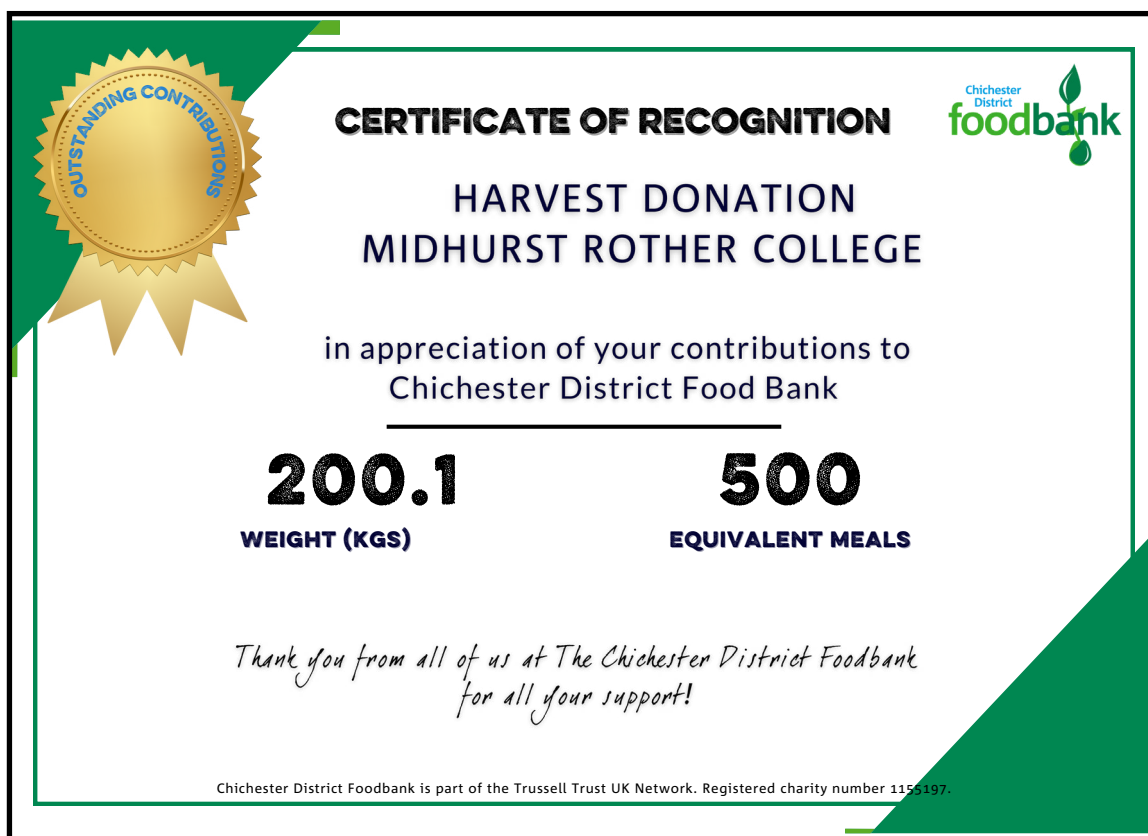 OUTSTANDING CONTRIBUTIONS
CERTIFICATE OF RECOGNITION
Chichester
District
foodbank
HARVEST DONATION
MIDHURST ROTHER COLLEGE
in appreciation of your contributions to
Chichester District Food Bank
200.1
WEIGHT (KGS)
500
EQUIVALENT MEALS
Thank you from all of us at The Chichester District Foodbank
for all your support!
Chichester District Foodbank is part of the Trussell Trust UK Network. Registered charity number 1155197.